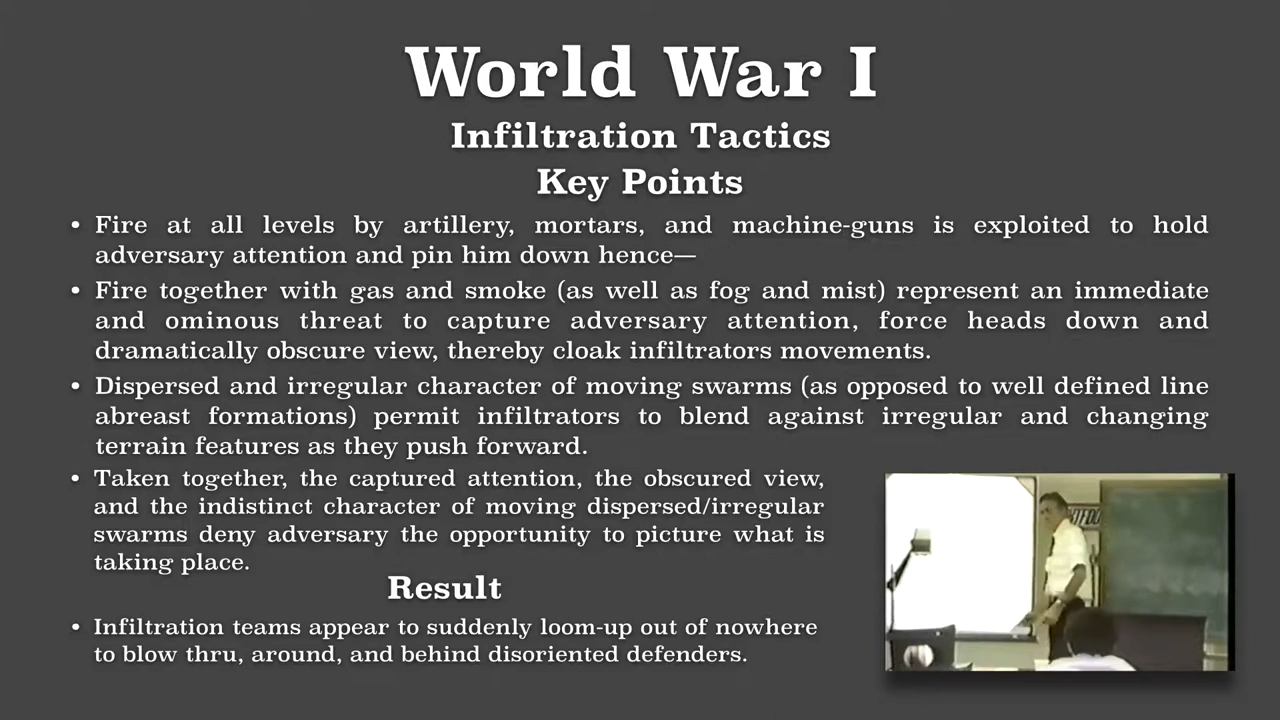 World War I
Infiltration Tactics
Key Points
• Fire at all levels by artillery, mortars, and machine-guns is exploited to hold
adversary attention and pin him down hence—
• Fire together with gas and smoke (as well as fog and mist) represent an immediate
and ominous threat to capture adversary attention, force heads down and
dramatically obscure view, thereby cloak infiltrators movements.
• Dispersed and irregular character of moving swarms (as opposed to well defined line
abreast formations) permit infiltrators to blend against irregular and changing
terrain features as they push forward.
• Taken together, the captured attention, the obscured view,
and the indistinct character of moving dispersed/irregular
swarms deny adversary the opportunity to picture what is
taking place.
Result
• Infiltration teams appear to suddenly loom-up out of nowhere
to blow thru, around, and behind disoriented defenders.